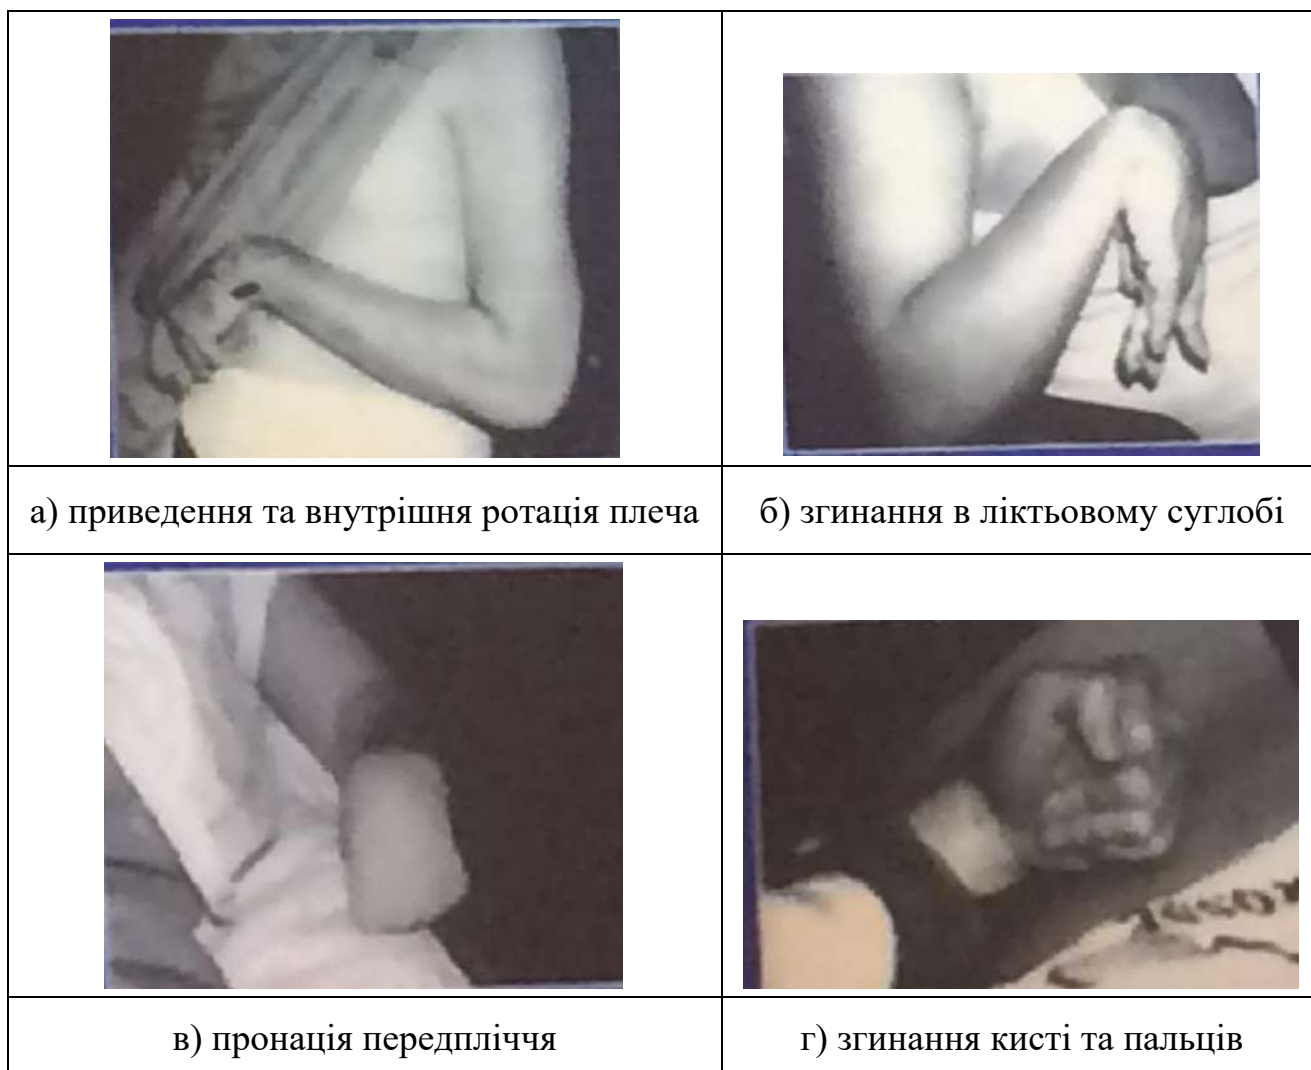 а) приведення та внутрішня ротація плеча
б) згинання в ліктьовому суглобі
в) пронація передпліччя
г) згинання кисті та пальців